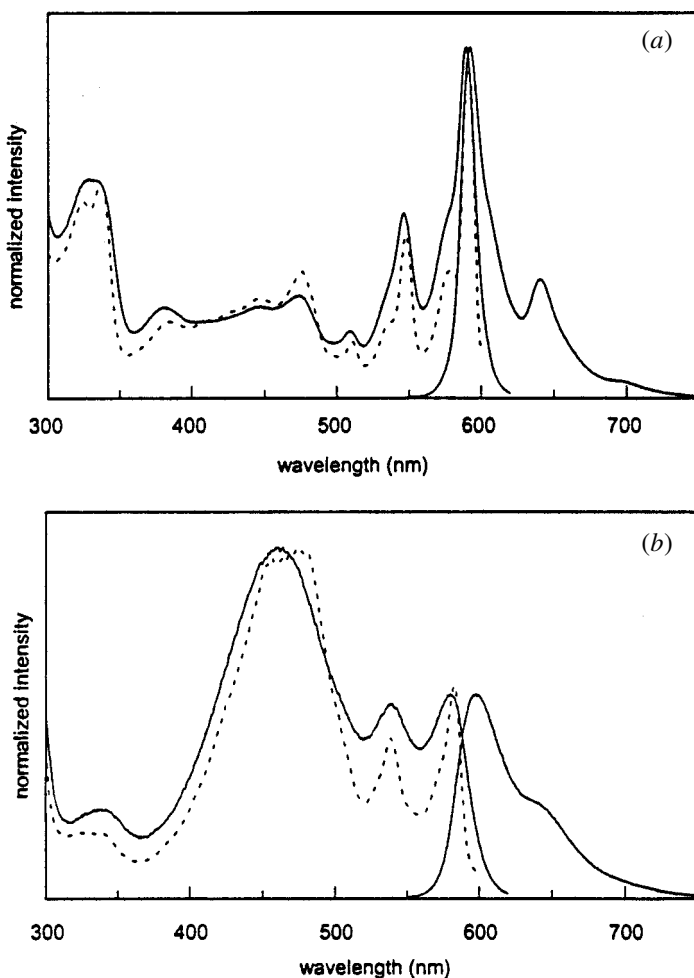 (a)
normalized intensity
300 400 500 600 700
wavelength (nm)
(b)
normalized intensity
300 400 500 600 700
wavelength (nm)